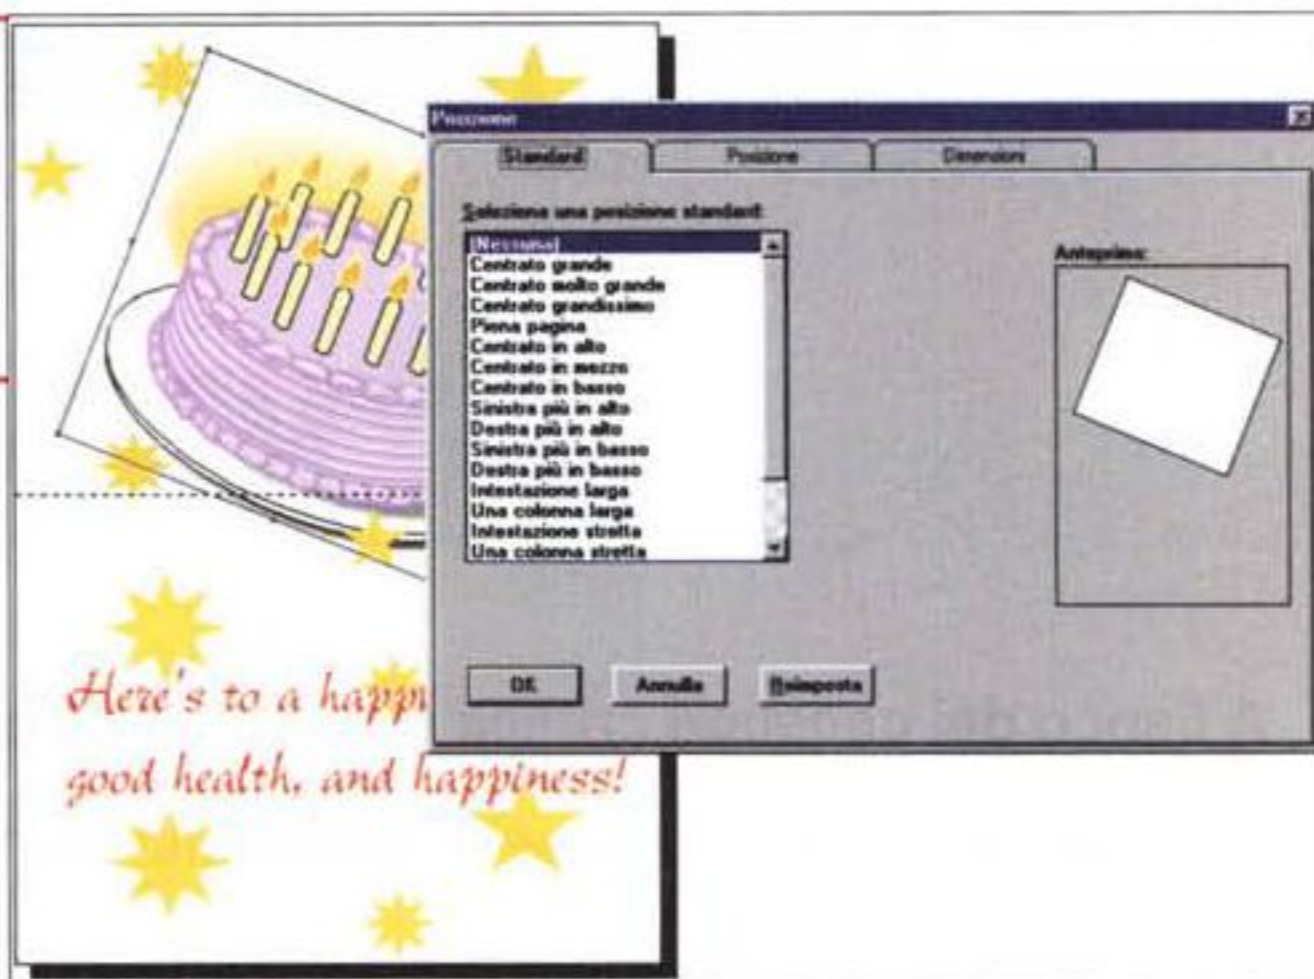 Posizione
Standard
Posizione
Dimensioni
Seleziona una posizione standard:
(Nessuna)
Centrato grande
Centrato molto grande
Centrato grandissimo
Piena pagina
Centrato in alto
Centrato in mezzo
Centrato in basso
Sinistra più in alto
Destra più in alto
Sinistra più in basso
Destra più in basso
Intestazione larga
Una colonna larga
Intestazione stretta
Una colonna stretta
Anteprima:
OK
Annulla
Reimposta
Here's to a happ
good health, and happiness!